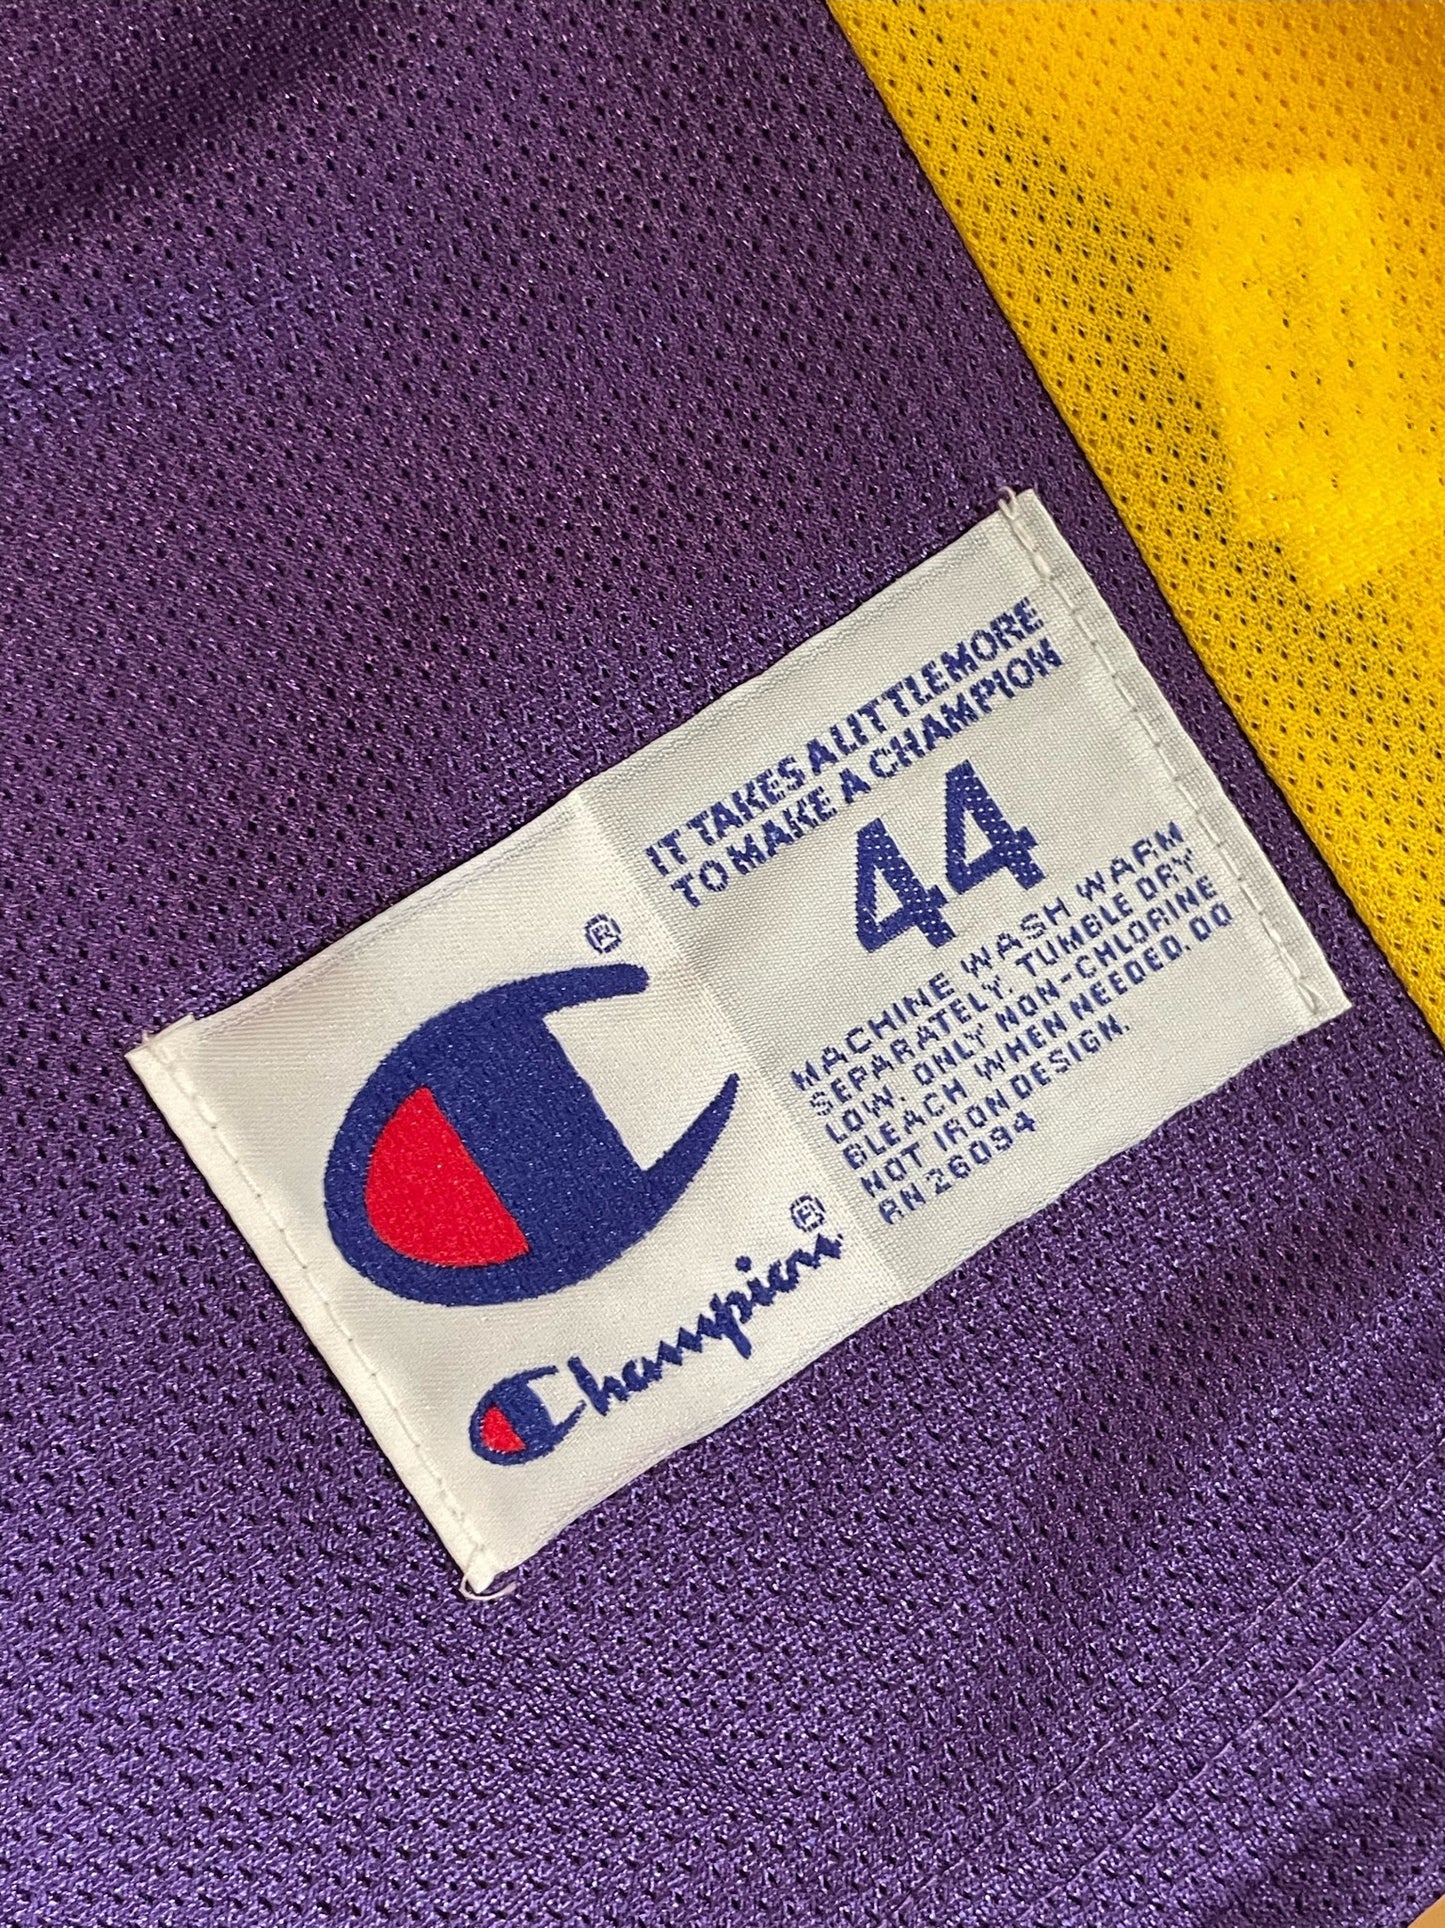 IT TAKES A LITTLE MORE
TO MAKE A CHAMPION
44
MACHINE WASH WARM
SEPARATELY. TUMBLE DRY
LOW. ONLY NON-CHLORINE
BLEACH WHEN NEEDED. DO
NOT IRON DESIGN.
RN 26094
®
Champion®